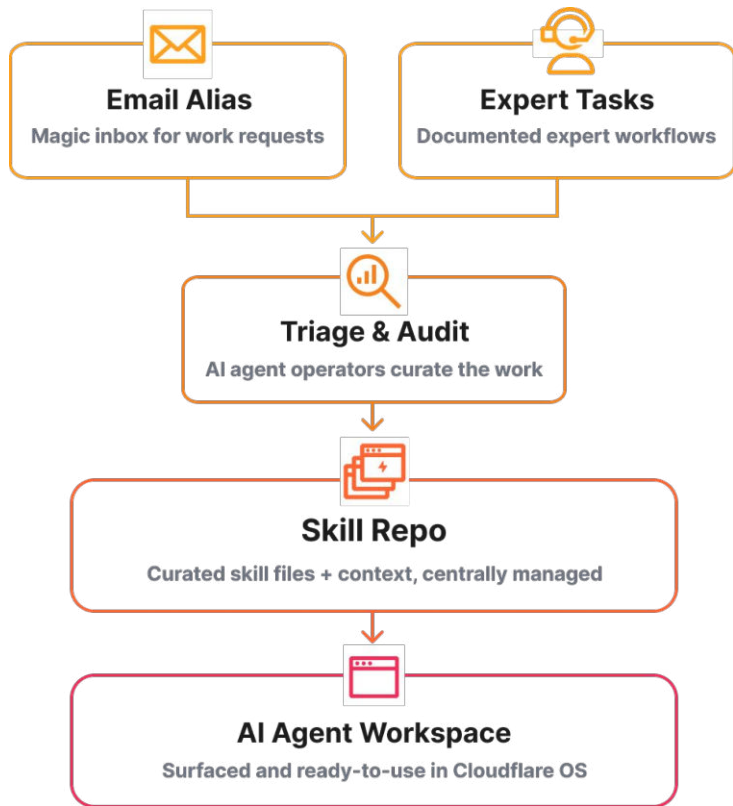 Email Alias
Magic inbox for work requests
Expert Tasks
Documented expert workflows
Triage & Audit
AI agent operators curate the work
Skill Repo
Curated skill files + context, centrally managed
AI Agent Workspace
Surfaced and ready-to-use in Cloudflare OS